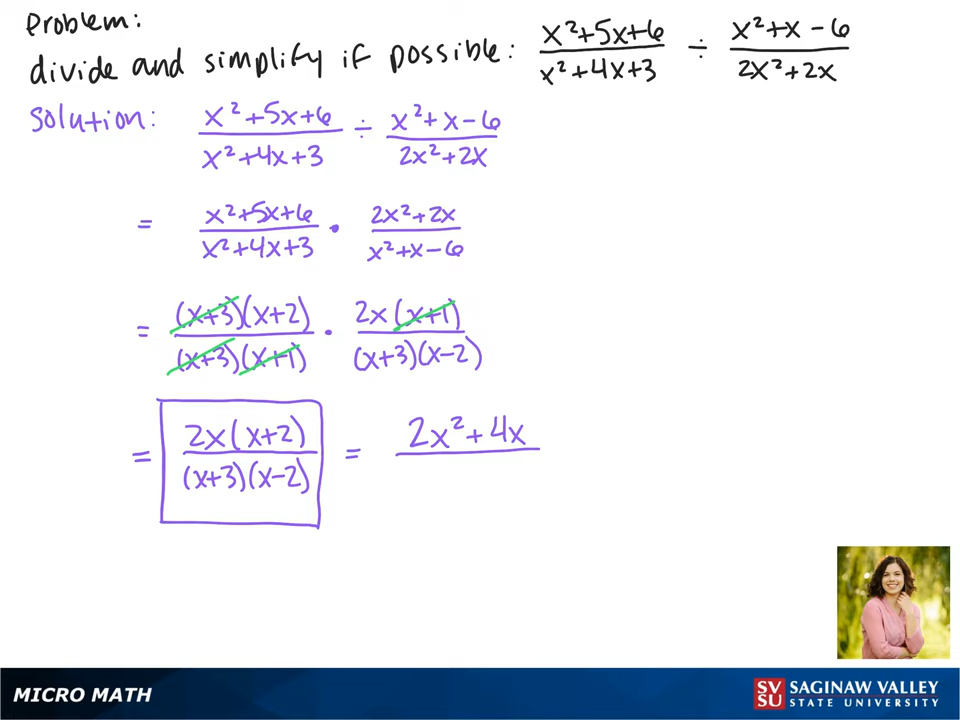 problem:
divide and simplify if possible: (x²+5x+6)/(x²+4x+3) ÷ (x²+x-6)/(2x²+2x)
solution: (x²+5x+6)/(x²+4x+3) ÷ (x²+x-6)/(2x²+2x)
= (x²+5x+6)/(x²+4x+3) · (2x²+2x)/(x²+x-6)
= (x+3)(x+2)/(x+3)(x+1) · 2x(x+1)/(x+3)(x-2)
= 2x(x+2)/(x+3)(x-2) = 2x²+4x
MICRO MATH
SV SU SAGINAW VALLEY
STATE UNIVERSITY